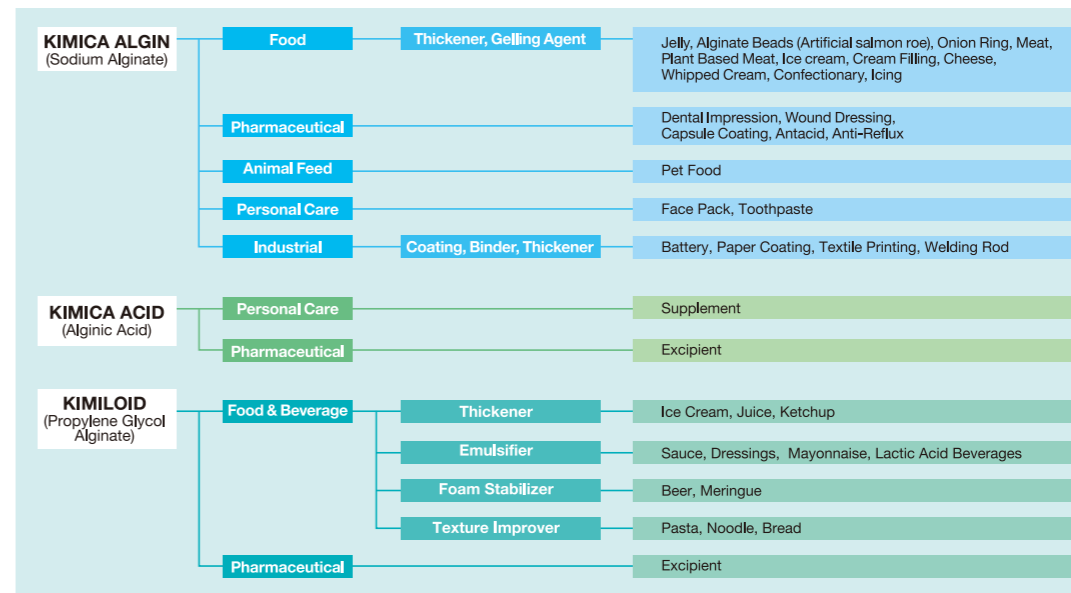 KIMICA ALGIN
(Sodium Alginate)
Food
Thickener, Gelling Agent
Jelly, Alginate Beads (Artificial salmon roe), Onion Ring, Meat,
Plant Based Meat, Ice cream, Cream Filling, Cheese,
Whipped Cream, Confectionary, Icing
Pharmaceutical
Dental Impression, Wound Dressing,
Capsule Coating, Antacid, Anti-Reflux
Animal Feed
Pet Food
Personal Care
Face Pack, Toothpaste
Industrial
Coating, Binder, Thickener
Battery, Paper Coating, Textile Printing, Welding Rod
KIMICA ACID
(Alginic Acid)
Personal Care
Supplement
Pharmaceutical
Excipient
KIMILOID
(Propylene Glycol
Alginate)
Food & Beverage
Thickener
Ice Cream, Juice, Ketchup
Emulsifier
Sauce, Dressings, Mayonnaise, Lactic Acid Beverages
Foam Stabilizer
Beer, Meringue
Texture Improver
Pasta, Noodle, Bread
Pharmaceutical
Excipient